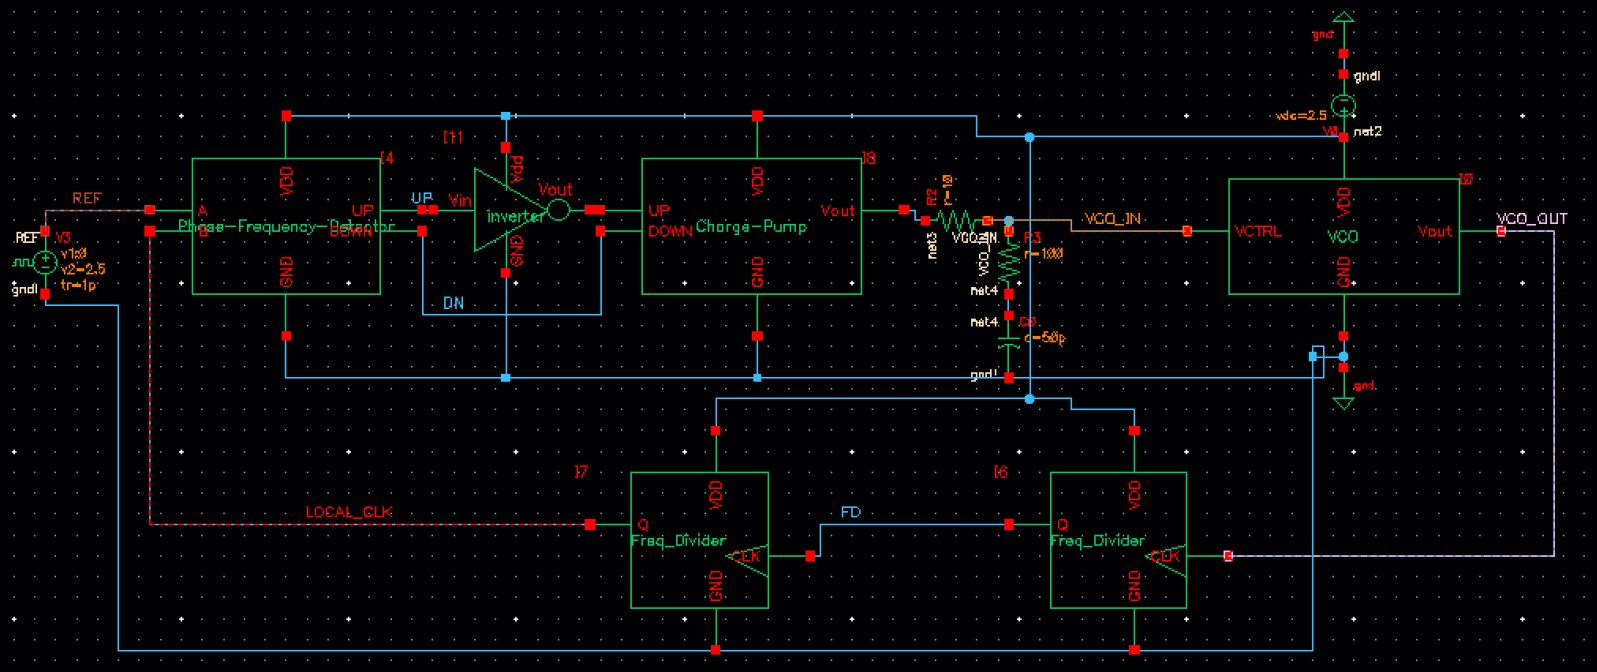 gnd
gnd!
vdc=2.5
V0
net2
I11
I4
I8
I0
VDD
Vdd
VDD
VDD
REF
A
UP
UP
Vin
inverter
Vout
UP
Vout
R2
r=10
VCO_IN
VCO_OUT
Phase-Frequency-Detector
DOWN
DOWN
Charge-Pump
net3
VCO_IN
VCO_IN
R3
r=100
VCTRL
VCO
Vout
REF
V3
v1=0
v2=2.5
tr=1p
gnd!
GND
GND
GND
GND
DN
net4
net4
c=50p
gnd!
gnd
I7
I6
VDD
VDD
LOCAL_CLK
Q
FD
Q
Freq_Divider
CLK
Freq_Divider
CLK
GND
GND